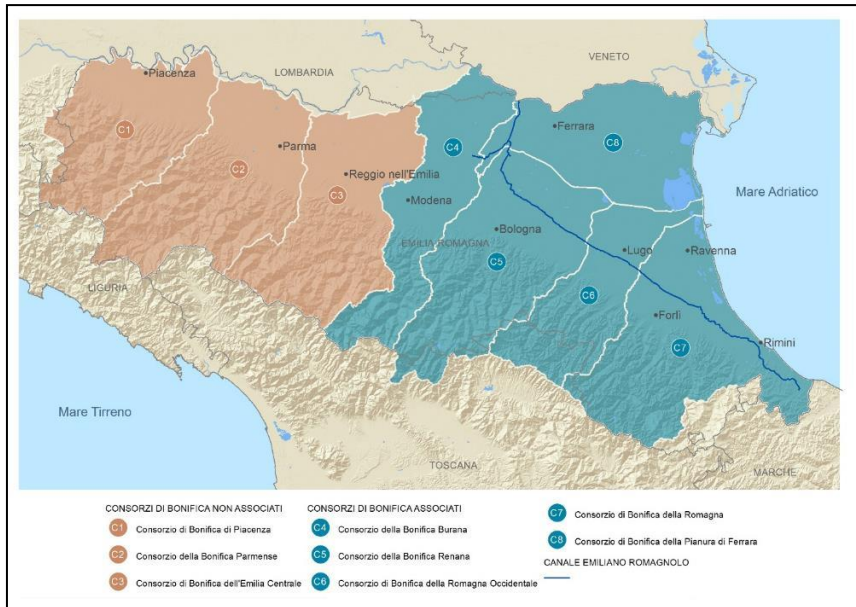 LOMBARDIA
VENETO
Piacenza
Ferrara
C1
C4
C8
Parma
C2
Reggio nell'Emilia
Mare Adriatico
C3
Modena
Bologna
EMILIA-ROMAGNA
Lugo
Ravenna
C5
LIGURIA
C6
Forlì
Rimini
C7
Mare Tirreno
TOSCANA
MARCHE
CONSORZI DI BONIFICA NON ASSOCIATI
C1 Consorzio di Bonifica di Piacenza
C2 Consorzio della Bonifica Parmense
C3 Consorzio di Bonifica dell'Emilia Centrale
CONSORZI DI BONIFICA ASSOCIATI
C4 Consorzio della Bonifica Burana
C5 Consorzio della Bonifica Renana
C6 Consorzio di Bonifica della Romagna Occidentale
C7 Consorzio di Bonifica della Romagna
C8 Consorzio di Bonifica della Pianura di Ferrara
CANALE EMILIANO ROMAGNOLO